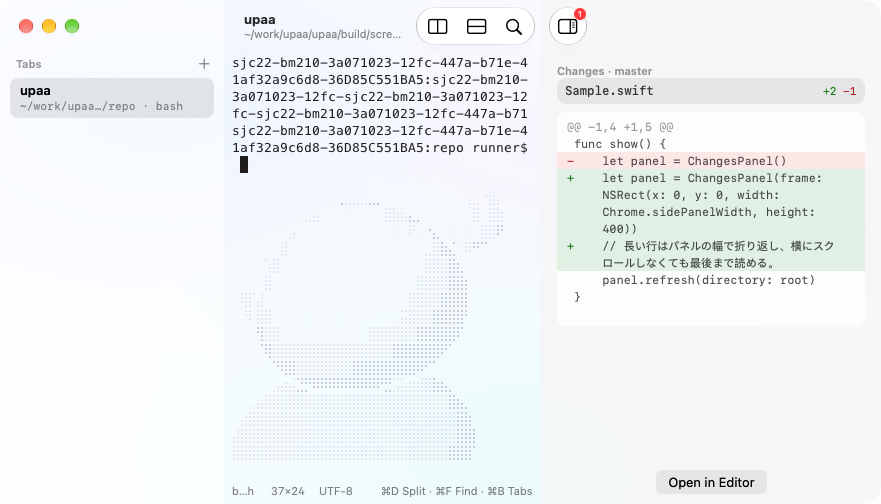 upaa
~/work/upaa/upaa/build/scre…
1
Tabs
+
upaa
~/work/upaa…/repo · bash
sjc22-bm210-3a071023-12fc-447a-b71e-4
1af32a9c6d8-36D85C551BA5:sjc22-bm210-
3a071023-12fc-sjc22-bm210-3a071023-12
fc-sjc22-bm210-3a071023-12fc-447a-b71
sjc22-bm210-3a071023-12fc-447a-b71e-4
1af32a9c6d8-36D85C551BA5:repo runner$
b…h 37×24 UTF-8 ⌘D Split · ⌘F Find · ⌘B Tabs
Changes · master
Sample.swift +2 −1
@@ −1,4 +1,5 @@
func show() {
− let panel = ChangesPanel()
+ let panel = ChangesPanel(frame:
NSRect(x: 0, y: 0, width:
Chrome.sidePanelWidth, height:
400))
+ // 長い行はパネルの幅で折り返し、横にスク
ロールしなくても最後まで読める。
panel.refresh(directory: root)
}
Open in Editor